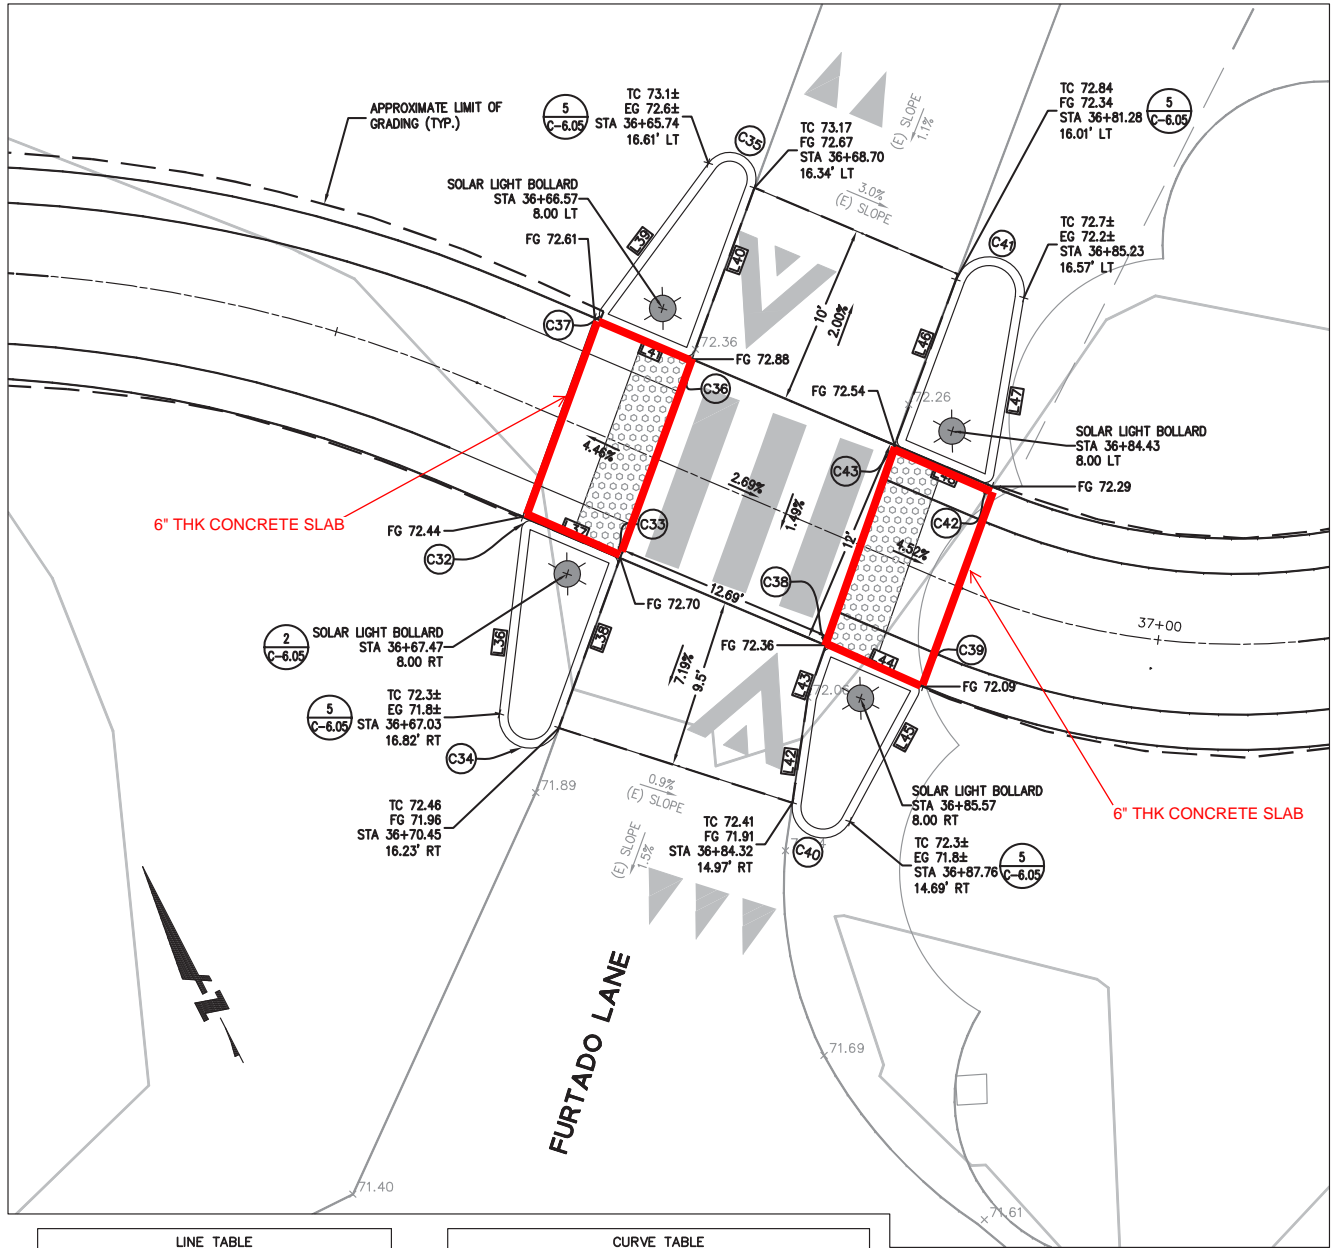 APPROXIMATE LIMIT OF
GRADING (TYP.)
5
C-6.05
TC 73.1±
EG 72.6±
STA 36+65.74
16.61' LT
C35
TC 73.17
FG 72.67
STA 36+68.70
16.34' LT
(E) SLOPE
1.1%
3.0%
(E) SLOPE
TC 72.84
FG 72.34
STA 36+81.28
16.01' LT
5
C-6.05
TC 72.7±
EG 72.2±
STA 36+85.23
16.57' LT
C41
SOLAR LIGHT BOLLARD
STA 36+66.57
8.00 LT
FG 72.61
L39
L40
C37
10'
2.00%
L46
L47
72.36
L41
FG 72.88
C36
FG 72.54
72.26
SOLAR LIGHT BOLLARD
STA 36+84.43
8.00 LT
4.46%
2.69%
1.49%
C43
L48
FG 72.29
C42
6" THK CONCRETE SLAB
FG 72.44
L37
C33
C32
12'
4.52%
12.69'
C38
FG 72.70
37+00
2
C-6.05
SOLAR LIGHT BOLLARD
STA 36+67.47
8.00 RT
L36
L38
FG 72.36
C39
L44
7.19%
9.5'
L43
FG 72.09
5
C-6.05
TC 72.3±
EG 71.8±
STA 36+67.03
16.82' RT
C34
L45
L42
71.89
0.9%
(E) SLOPE
SOLAR LIGHT BOLLARD
STA 36+85.57
8.00 RT
6" THK CONCRETE SLAB
TC 72.46
FG 71.96
STA 36+70.45
16.23' RT
(E) SLOPE
1.5%
TC 72.41
FG 71.91
STA 36+84.32
14.97' RT
C40
TC 72.3±
EG 71.8±
STA 36+87.76
14.69' RT
5
C-6.05
FURTADO LANE
71.69
71.40
71.61
LINE TABLE
CURVE TABLE